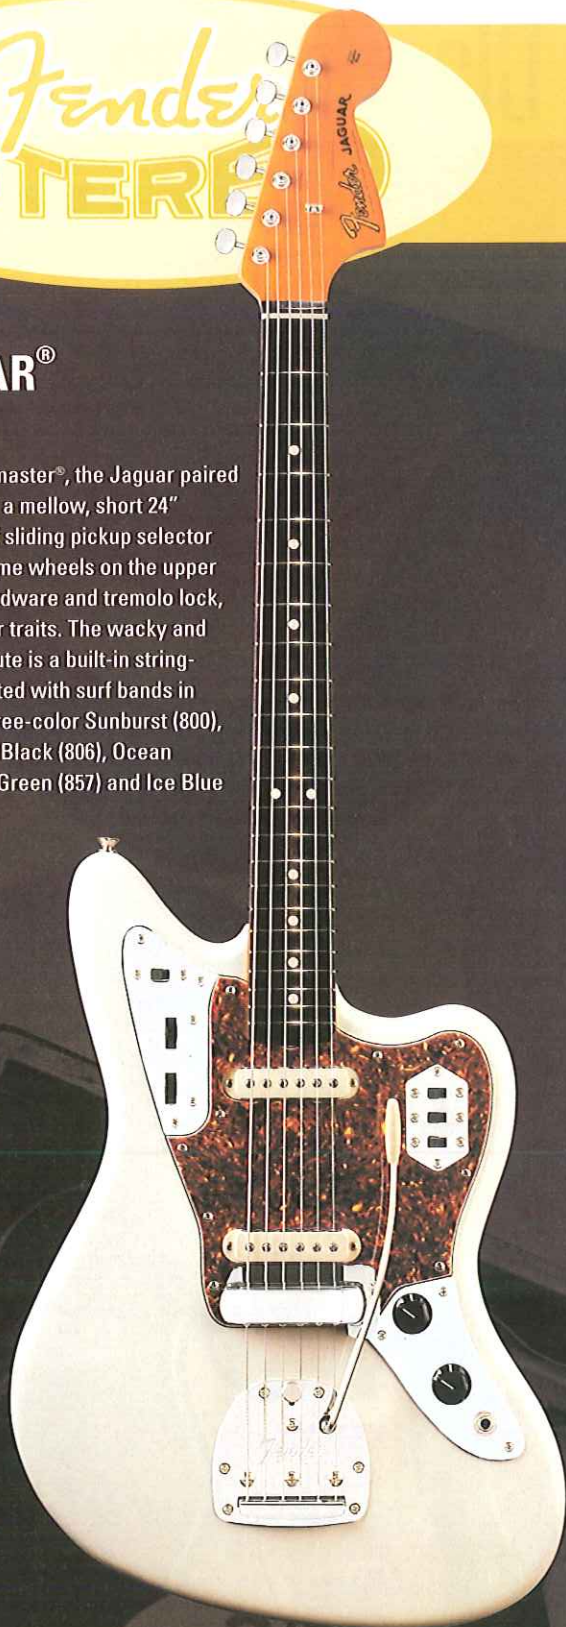 Fender
JAGUAR
Fender
AR®
master®, the Jaguar paired
a mellow, short 24"
sliding pickup selector
me wheels on the upper
dware and tremolo lock,
r traits. The wacky and
ute is a built-in string-
ted with surf bands in
ree-color Sunburst (800),
Black (806), Ocean
Green (857) and Ice Blue
Fender